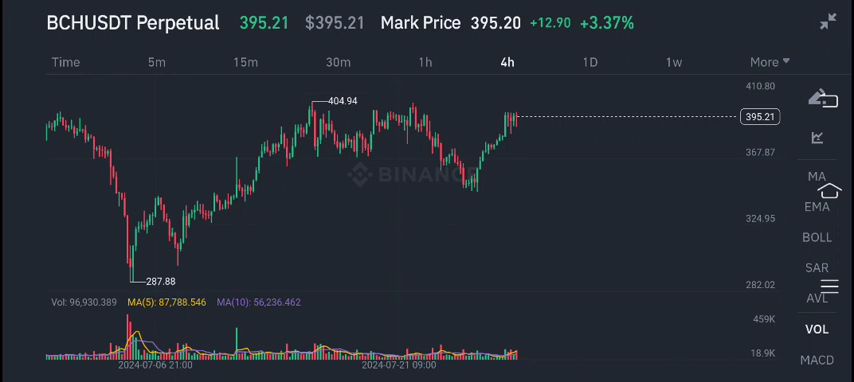 BCHUSDT Perpetual 395.21 $395.21 Mark Price 395.20 +12.90 +3.37%
Time 5m 15m 30m 1h 4h 1D 1w More
410.80
404.94
395.21
367.87
MA
BINANCE
EMA
324.95
BOLL
SAR
287.88
282.02
AVL
Vol: 96,930.389 MA(5): 87,788.546 MA(10): 56,236.462
459K
VOL
18.9K
MACD
2024-07-06 21:00 2024-07-21 09:00